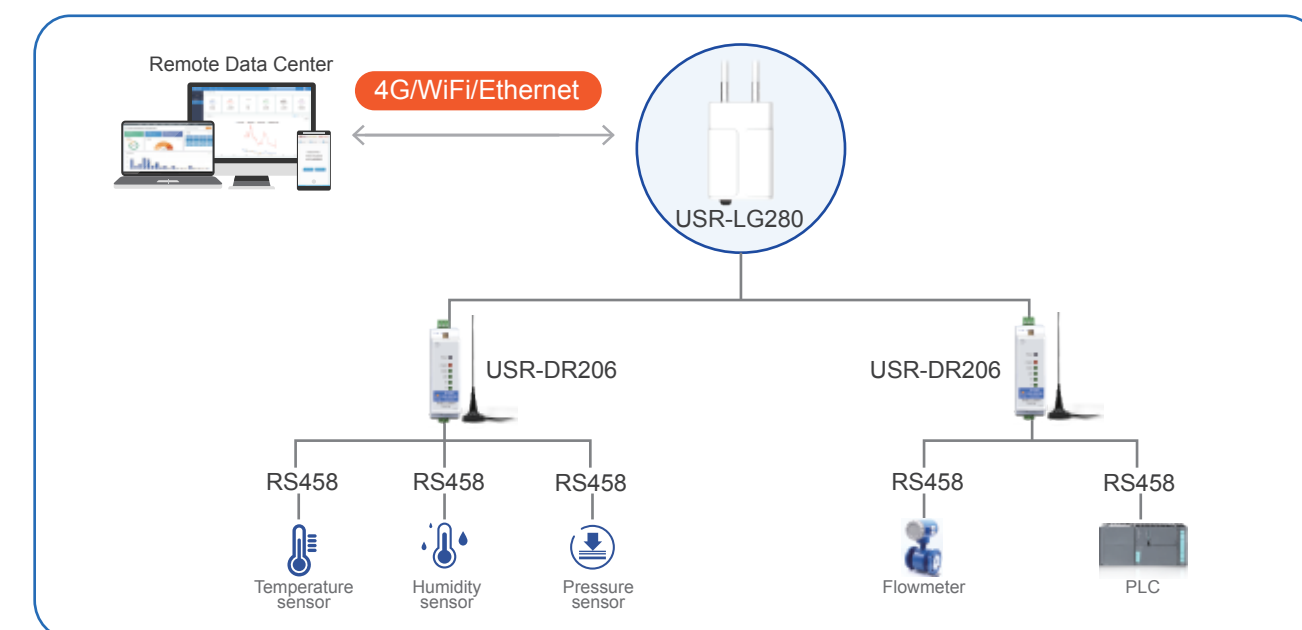 Remote Data Center
4G/WiFi/Ethernet
USR-LG280
USR-DR206
USR-DR206
RS458
RS458
RS458
RS458
RS458
Temperature
sensor
Humidity
sensor
Pressure
sensor
Flowmeter
PLC